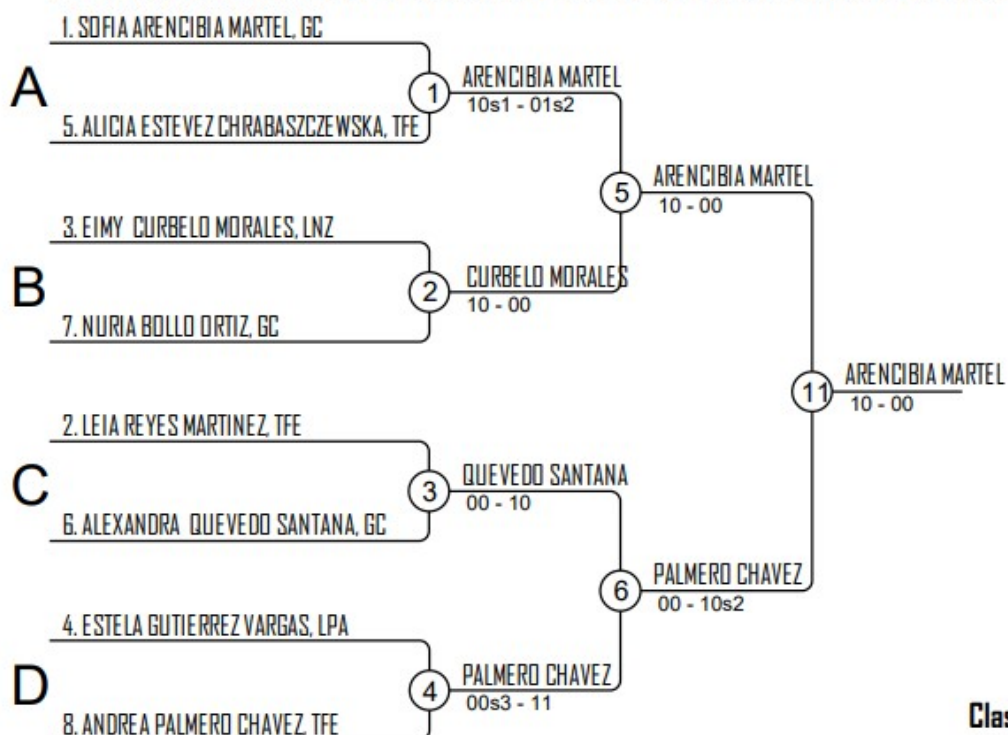 1. SOFIA ARENCIBIA MARTEL, GC
A
1
ARENCIBIA MARTEL
10s1 - 01s2
5. ALICIA ESTEVEZ CHRABASZCZEWSKA, TFE
5
ARENCIBIA MARTEL
10 - 00
3. EIMY CURBELO MORALES, LNZ
B
2
CURBELO MORALES
10 - 00
7. NURIA BOLLO ORTIZ, GC
11
ARENCIBIA MARTEL
10 - 00
2. LEIA REYES MARTINEZ, TFE
C
3
QUEVEDO SANTANA
00 - 10
6. ALEXANDRA QUEVEDO SANTANA, GC
6
PALMERO CHAVEZ
00 - 10s2
4. ESTELA GUTIERREZ VARGAS, LPA
D
4
PALMERO CHAVEZ
00s3 - 11
8. ANDREA PALMERO CHAVEZ, TFE
Clas